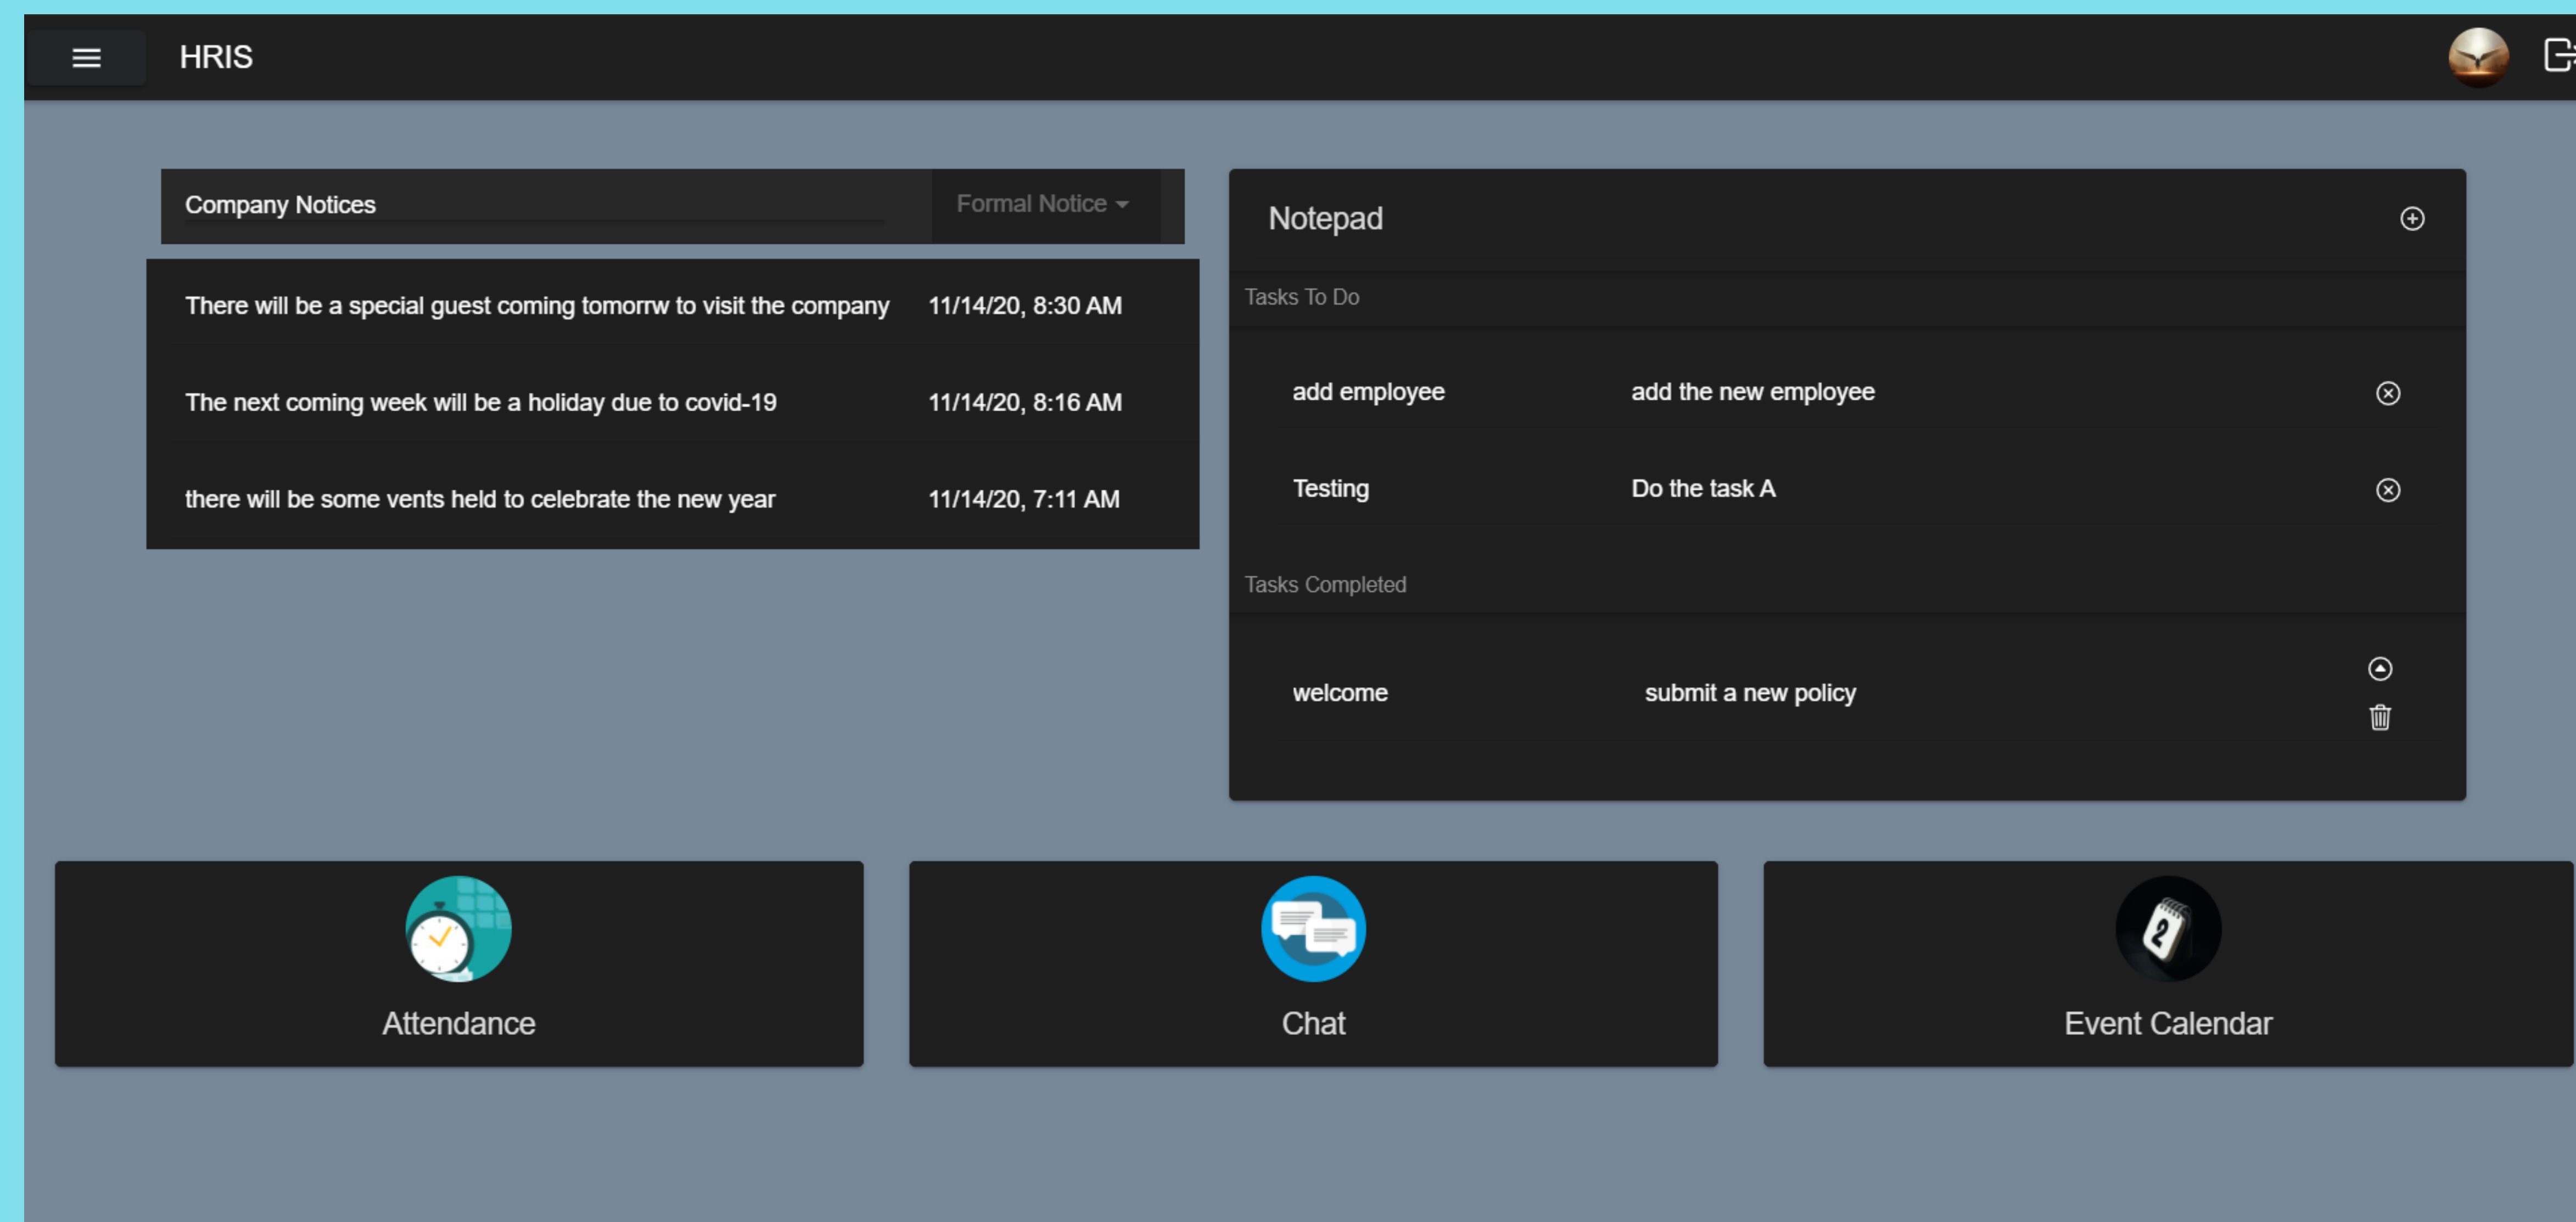 HRIS
Company Notices Formal Notice
There will be a special guest coming tomorrw to visit the company 11/14/20, 8:30 AM
The next coming week will be a holiday due to covid-19 11/14/20, 8:16 AM
there will be some vents held to celebrate the new year 11/14/20, 7:11 AM
Notepad
Tasks To Do
add employee add the new employee
Testing Do the task A
Tasks Completed
welcome submit a new policy
Attendance
Chat
2
Event Calendar